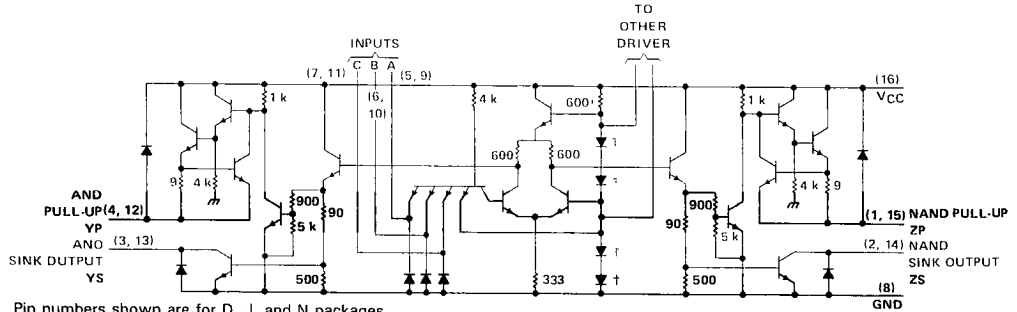 TO
OTHER
DRIVER
INPUTS
C B A
(7, 11)
(5, 9)
(6,
10)
(16)
VCC
1 k
4 k
600
1 k
600
600
9
4 k
4 k
9
900
90
5 k
900
90
5 k
AND
PULL-UP (4, 12)
YP
(1, 15) NAND PULL-UP
ZP
ANO (3, 13)
SINK DUTPUT
YS
(2, 14) NAND
SINK OUTPUT
ZS
500
333
†
†
500
(8)
GND
Pin numbers shown are for D, J, and N packages